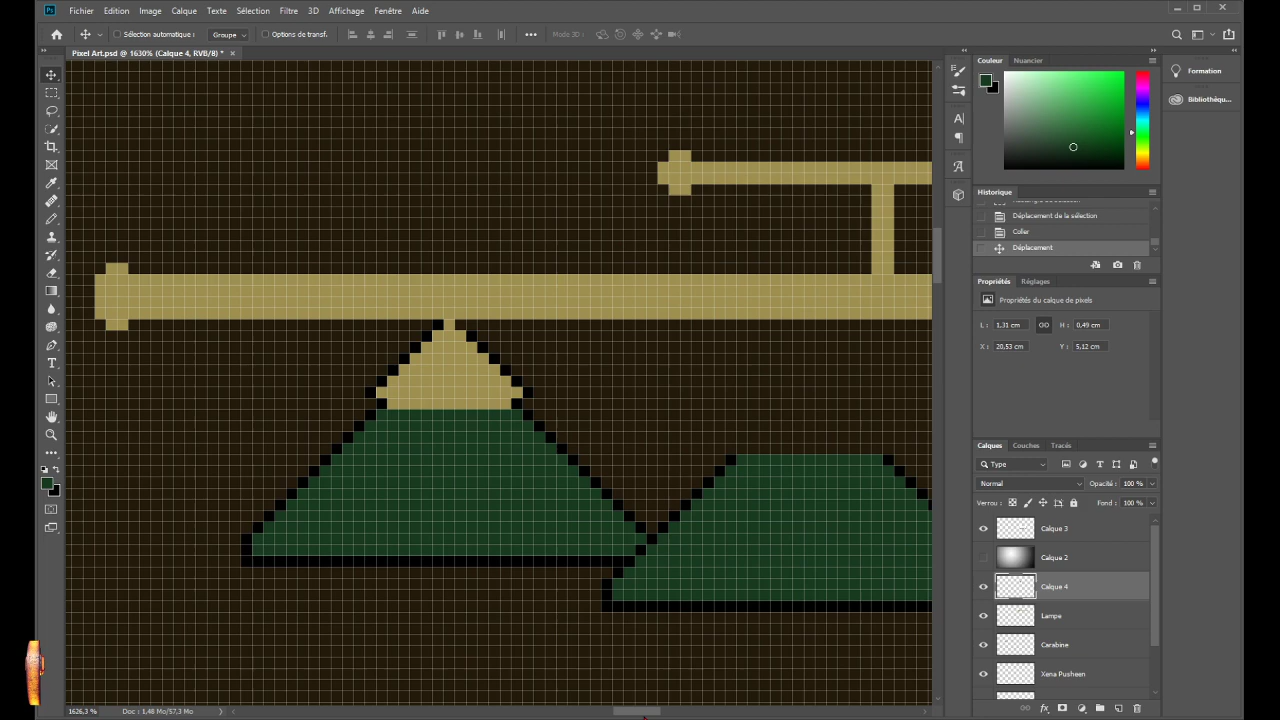 Fichier Edition Image Calque Texte Sélection Filtre 3D Affichage Fenêtre Aide
Sélection automatique : Groupe Options de transf. Mode 3D :
Pixel Art.psd @ 1630% (Calque 4, RVB/8) *
Couleur Nuancier
Formation
Bibliothèqu...
Historique
Déplacement de la sélection
Coller
Déplacement
Propriétés Réglages
Propriétés du calque de pixels
L : 1,31 cm H : 0,49 cm
X : 20,53 cm Y : 5,12 cm
Calques Couches Tracés
Type
Normal Opacité : 100 %
Verrou : Fond : 100 %
Calque 3
Calque 2
Calque 4
Lampe
Carabine
Xena Pusheen
1626,3 % Doc : 1,48 Mo/57,3 Mo